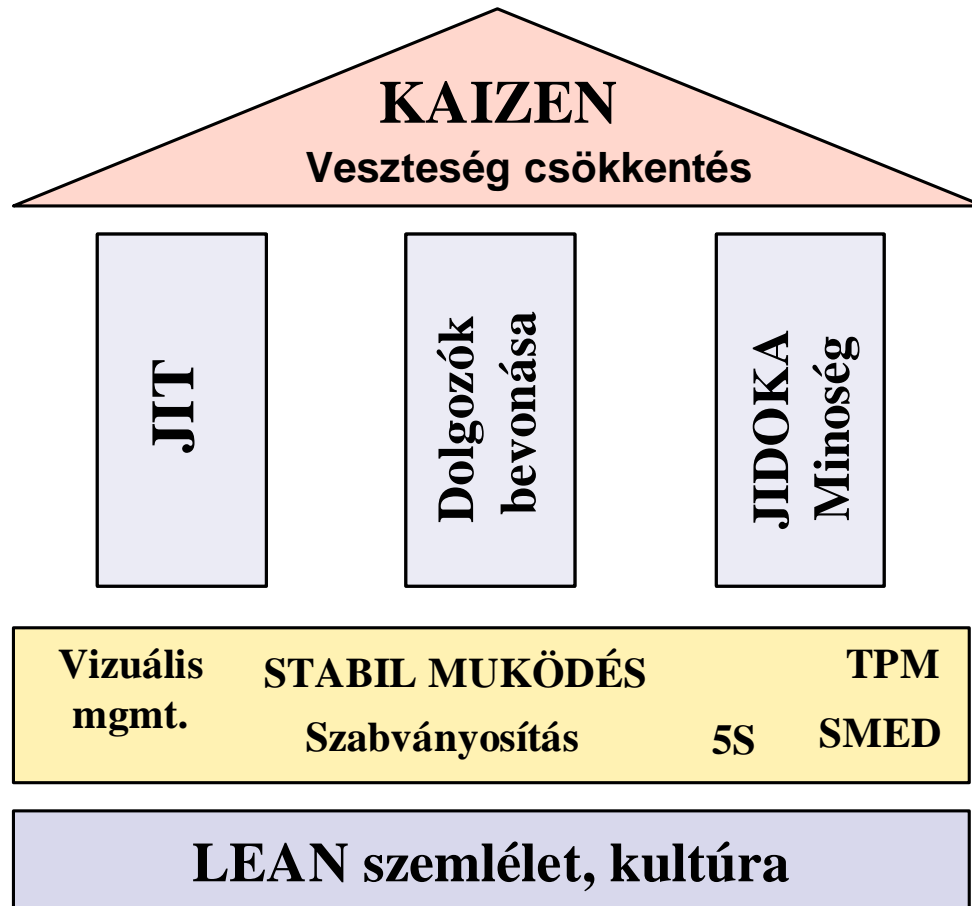 KAIZEN
Veszteség csökkentés
JIT
Dolgozók
bevonása
JIDOKA
Minoség
Vizuális
mgmt.
STABIL MUKÖDÉS
Szabványosítás
5S
TPM
SMED
LEAN szemlélet, kultúra